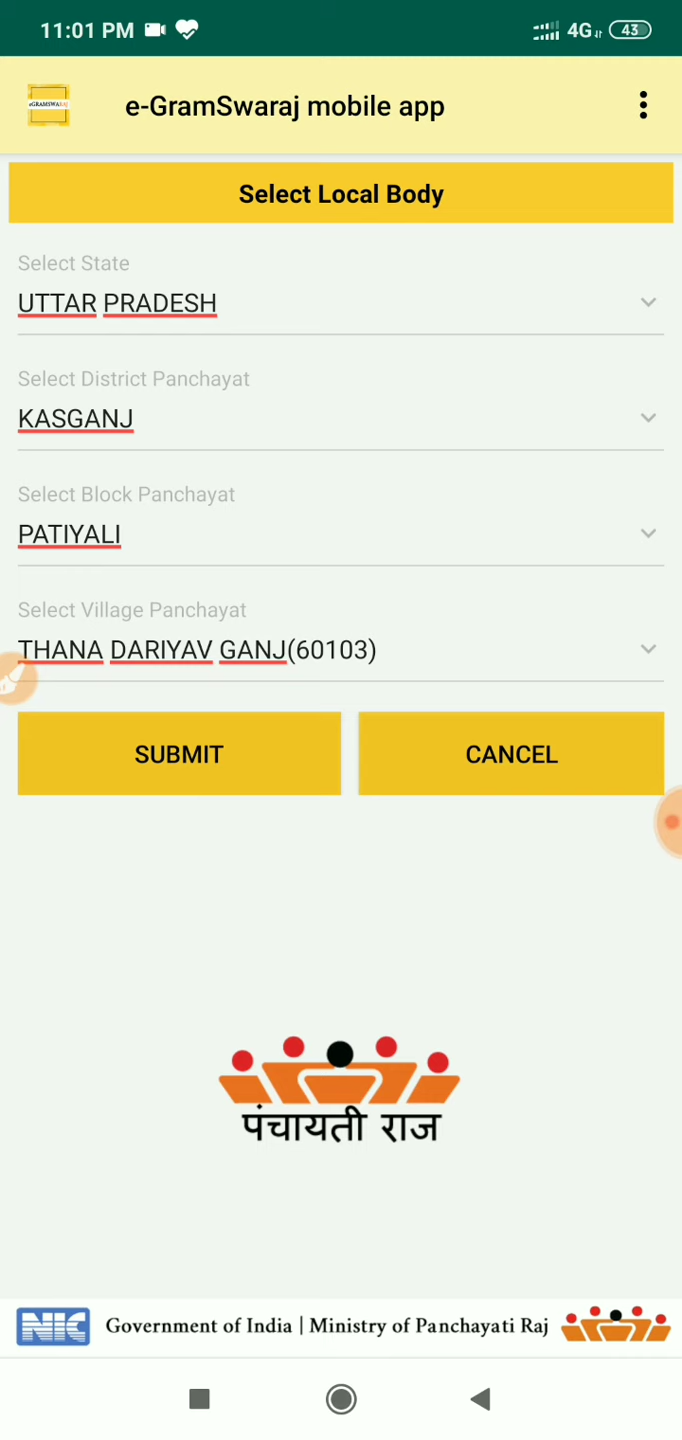 11:01 PM 4G 43
eGRAMSWARAJ
e-GramSwaraj mobile app
Select Local Body
Select State
UTTAR PRADESH
Select District Panchayat
KASGANJ
Select Block Panchayat
PATIYALI
Select Village Panchayat
THANA DARIYAV GANJ(60103)
SUBMIT CANCEL
पंचायती राज
NIC Government of India | Ministry of Panchayati Raj